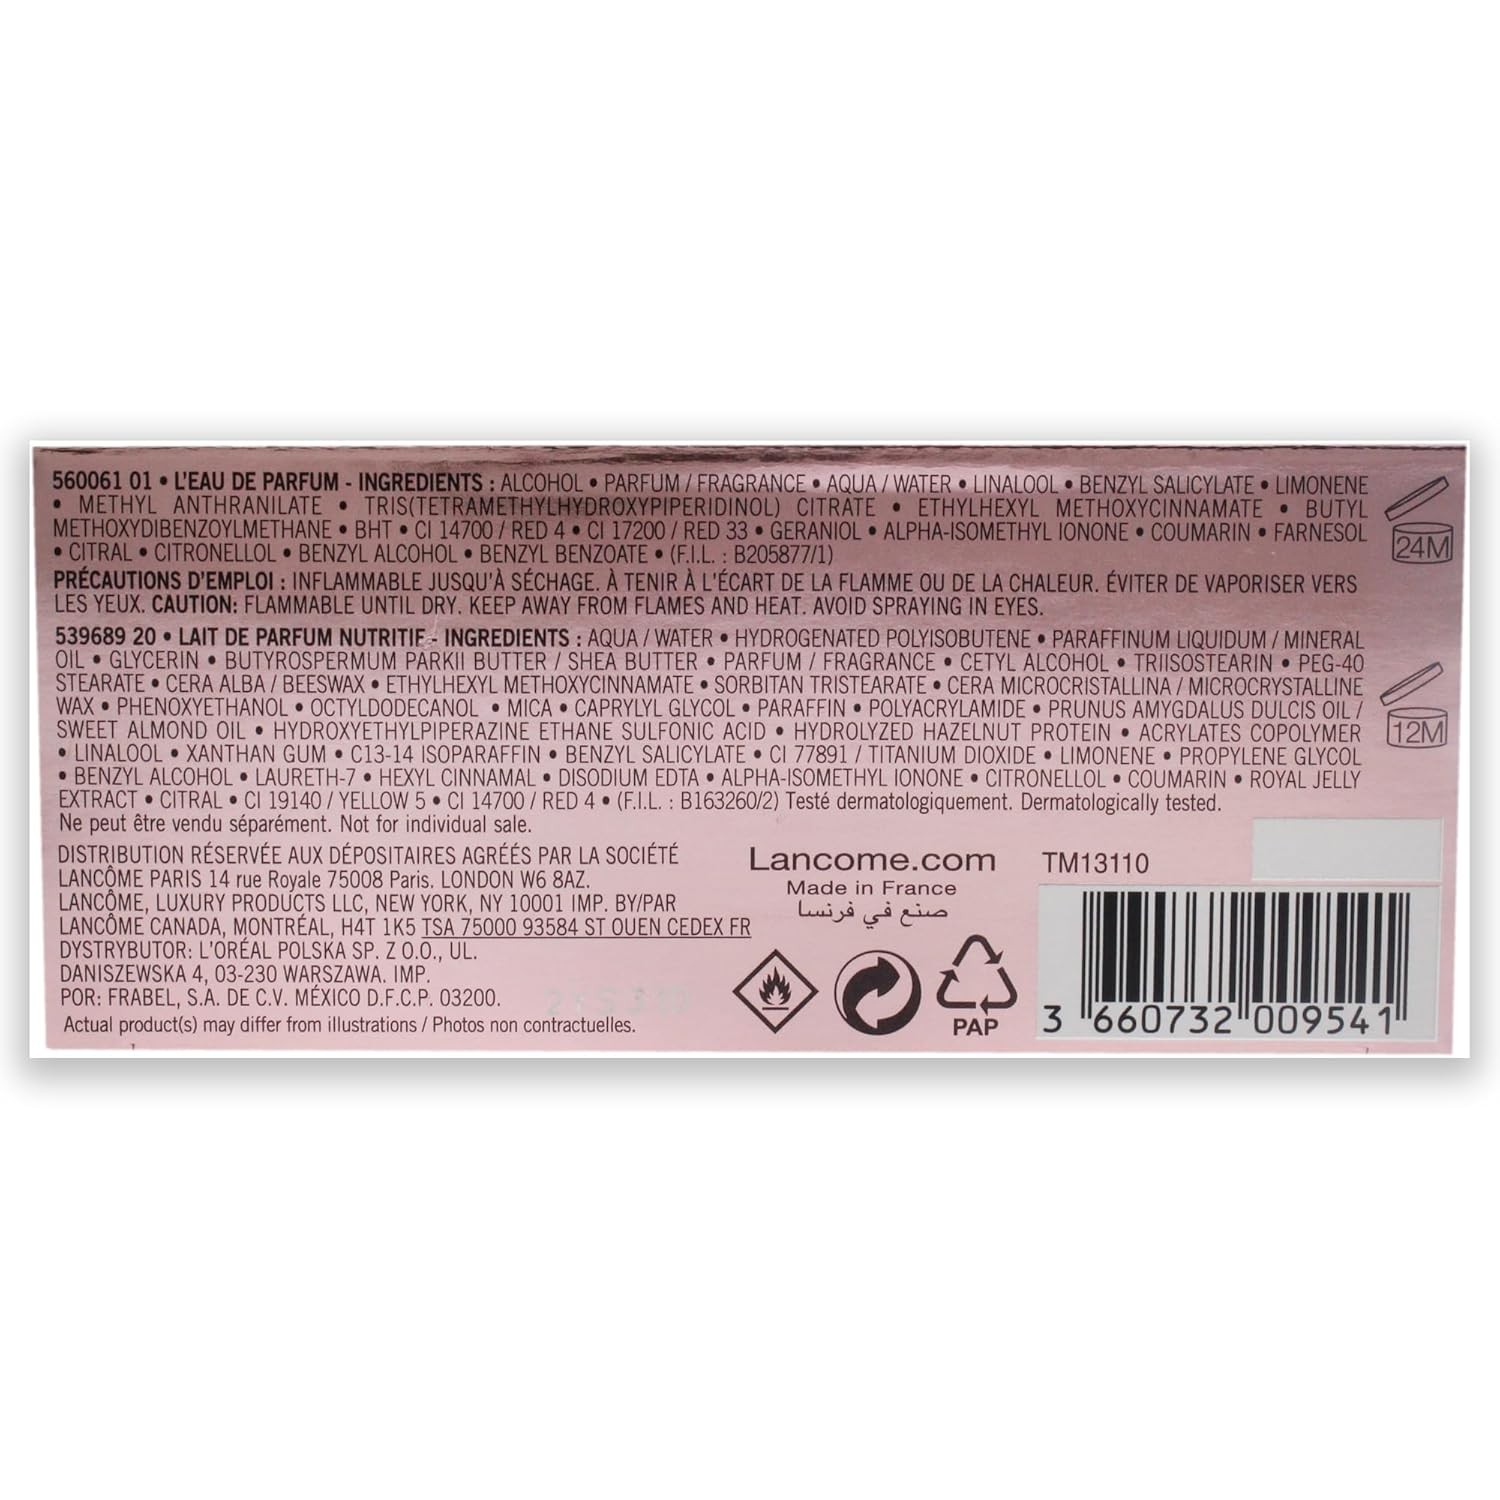 560061 01 • L'EAU DE PARFUM - INGREDIENTS : ALCOHOL • PARFUM / FRAGRANCE • AQUA / WATER • LINALOOL • BENZYL SALICYLATE • LIMONENE
• METHYL ANTHRANILATE • TRIS(TETRAMETHYLHYDROXYPIPERIDINOL) CITRATE • ETHYLHEXYL METHOXYCINNAMATE • BUTYL
METHOXYDIBENZOYLMETHANE • BHT • CI 14700 / RED 4 • CI 17200 / RED 33 • GERANIOL • ALPHA-ISOMETHYL IONONE • COUMARIN • FARNESOL
• CITRAL • CITRONELLOL • BENZYL ALCOHOL • BENZYL BENZOATE • (F.I.L. : B205877/1)
24M
PRÉCAUTIONS D'EMPLOI : INFLAMMABLE JUSQU'À SÉCHAGE. À TENIR À L'ÉCART DE LA FLAMME OU DE LA CHALEUR. ÉVITER DE VAPORISER VERS
LES YEUX. CAUTION: FLAMMABLE UNTIL DRY. KEEP AWAY FROM FLAMES AND HEAT. AVOID SPRAYING IN EYES.
539689 20 • LAIT DE PARFUM NUTRITIF - INGREDIENTS : AQUA / WATER • HYDROGENATED POLYISOBUTENE • PARAFFINUM LIQUIDUM / MINERAL
OIL • GLYCERIN • BUTYROSPERMUM PARKII BUTTER / SHEA BUTTER • PARFUM / FRAGRANCE • CETYL ALCOHOL • TRIISOSTEARIN • PEG-40
STEARATE • CERA ALBA / BEESWAX • ETHYLHEXYL METHOXYCINNAMATE • SORBITAN TRISTEARATE • CERA MICROCRISTALLINA / MICROCRYSTALLINE
WAX • PHENOXYETHANOL • OCTYLDODECANOL • MICA • CAPRYLYL GLYCOL • PARAFFIN • POLYACRYLAMIDE • PRUNUS AMYGDALUS DULCIS OIL /
SWEET ALMOND OIL • HYDROXYETHYLPIPERAZINE ETHANE SULFONIC ACID • HYDROLYZED HAZELNUT PROTEIN • ACRYLATES COPOLYMER
• LINALOOL • XANTHAN GUM • C13-14 ISOPARAFFIN • BENZYL SALICYLATE • CI 77891 / TITANIUM DIOXIDE • LIMONENE • PROPYLENE GLYCOL
• BENZYL ALCOHOL • LAURETH-7 • HEXYL CINNAMAL • DISODIUM EDTA • ALPHA-ISOMETHYL IONONE • CITRONELLOL • COUMARIN • ROYAL JELLY
EXTRACT • CITRAL • CI 19140 / YELLOW 5 • CI 14700 / RED 4 • (F.I.L. : B163260/2) Testé dermatologiquement. Dermatologically tested.
12M
Ne peut être vendu séparément. Not for individual sale.
DISTRIBUTION RÉSERVÉE AUX DÉPOSITAIRES AGRÉÉS PAR LA SOCIÉTÉ
LANCÔME PARIS 14 rue Royale 75008 Paris. LONDON W6 8AZ.
LANCÔME, LUXURY PRODUCTS LLC, NEW YORK, NY 10001 IMP. BY/PAR
LANCÔME CANADA, MONTRÉAL, H4T 1K5 TSA 75000 93584 ST OUEN CEDEX FR
DYSTRYBUTOR: L'ORÉAL POLSKA SP. Z O.O., UL.
DANISZEWSKA 4, 03-230 WARSZAWA. IMP.
POR: FRABEL, S.A. DE C.V. MÉXICO D.F.C.P. 03200.
Actual product(s) may differ from illustrations / Photos non contractuelles.
Lancome.com
Made in France
صنع في فرنسا
PAP
TM13110
3 660732 009541